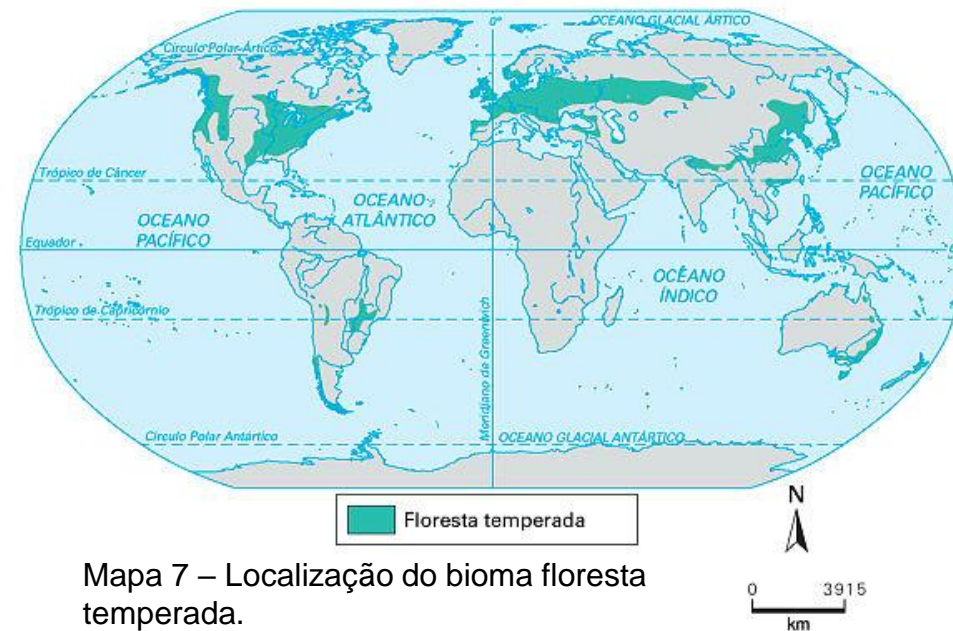 OCEANO GLACIAL ÁRTICO
0°
Círculo Polar Ártico
Trópico de Câncer
OCEANO
PACÍFICO
OCEANO
ATLÂNTICO
OCEANO
PACÍFICO
Equador
OCEANO
ÍNDICO
Trópico de Capricórnio
Meridiano de Greenwich
Círculo Polar Antártico
OCEANO GLACIAL ANTÁRTICO
Floresta temperada
N
Mapa 7 – Localização do bioma floresta
temperada.
0 3915
km